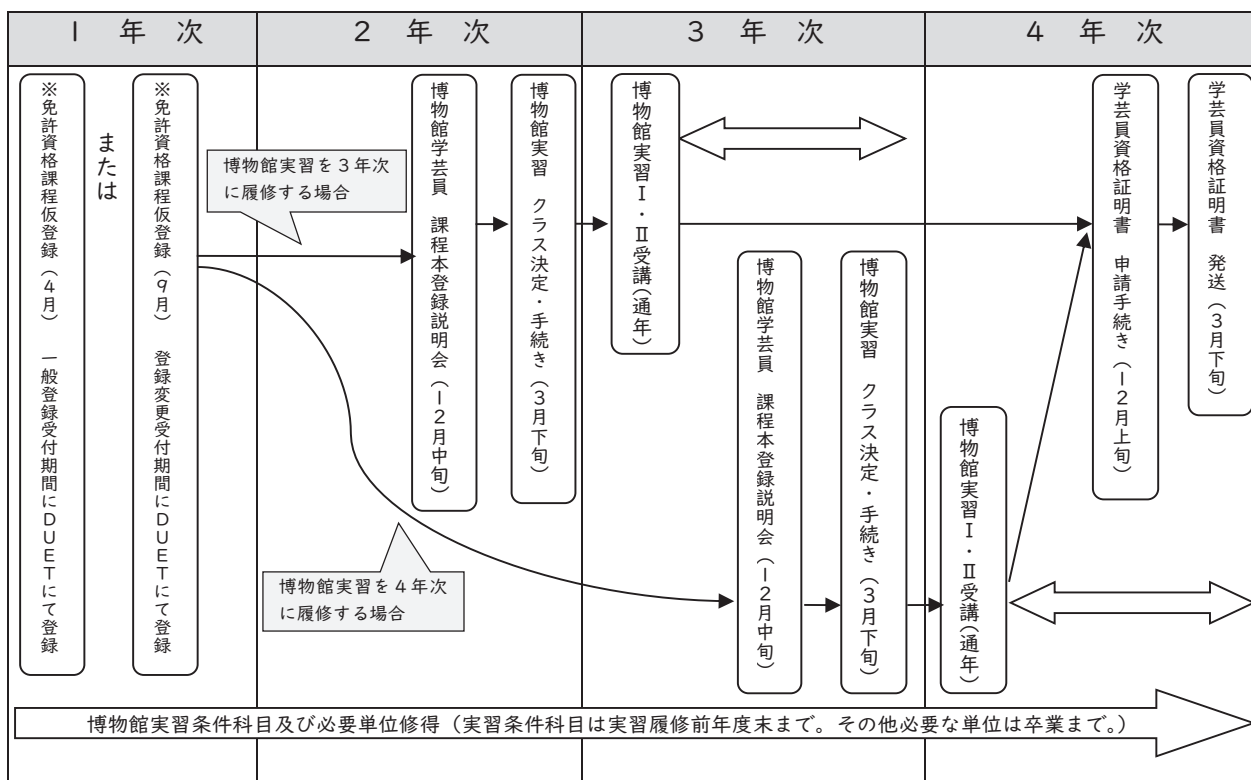 1 年 次
2 年 次
3 年 次
4 年 次
※免許資格課程仮登録（4月） 一般登録受付期間にDUETにて登録
または
※免許資格課程仮登録（9月） 登録変更受付期間にDUETにて登録
博物館実習を3年次
に履修する場合
博物館学芸員 課程本登録説明会（12月中旬）
博物館実習 クラス決定・手続き（3月下旬）
博物館実習Ⅰ・Ⅱ受講（通年）
博物館実習を4年次
に履修する場合
博物館学芸員 課程本登録説明会（12月中旬）
博物館実習 クラス決定・手続き（3月下旬）
博物館実習Ⅰ・Ⅱ受講（通年）
学芸員資格証明書 申請手続き（12月上旬）
学芸員資格証明書 発送（3月下旬）
博物館実習条件科目及び必要単位修得（実習条件科目は実習履修前年度末まで。その他必要な単位は卒業まで。）